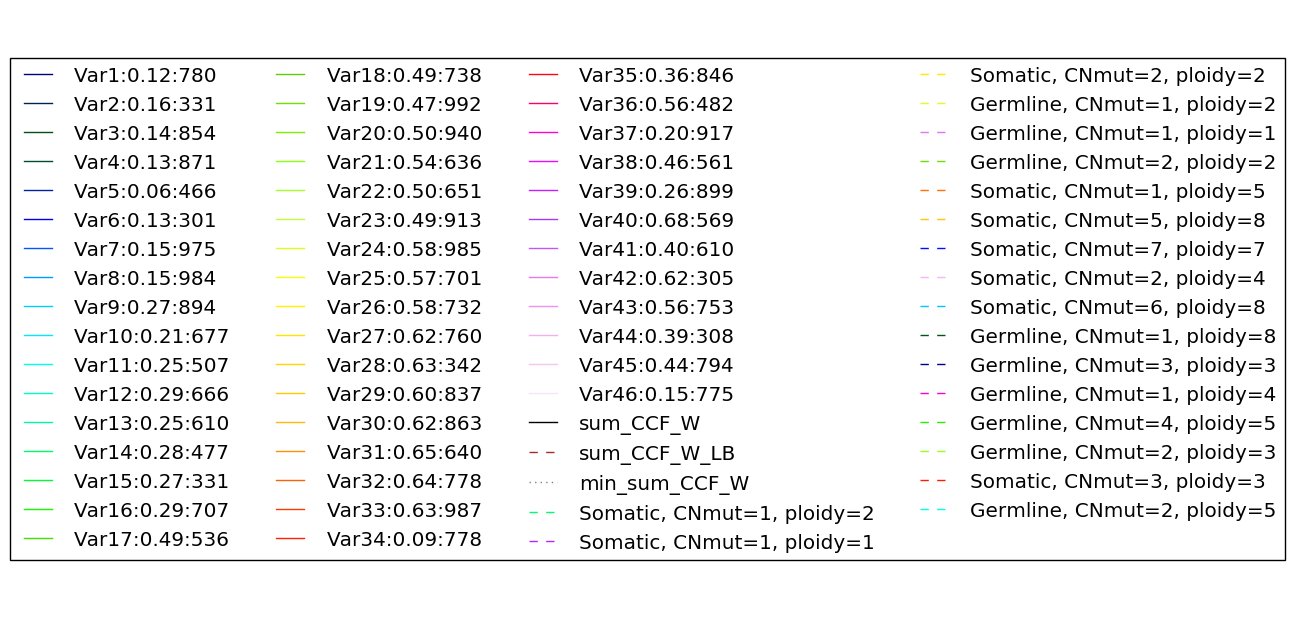 Var1:0.12:780
Var2:0.16:331
Var3:0.14:854
Var4:0.13:871
Var5:0.06:466
Var6:0.13:301
Var7:0.15:975
Var8:0.15:984
Var9:0.27:894
Var10:0.21:677
Var11:0.25:507
Var12:0.29:666
Var13:0.25:610
Var14:0.28:477
Var15:0.27:331
Var16:0.29:707
Var17:0.49:536
Var18:0.49:738
Var19:0.47:992
Var20:0.50:940
Var21:0.54:636
Var22:0.50:651
Var23:0.49:913
Var24:0.58:985
Var25:0.57:701
Var26:0.58:732
Var27:0.62:760
Var28:0.63:342
Var29:0.60:837
Var30:0.62:863
Var31:0.65:640
Var32:0.64:778
Var33:0.63:987
Var34:0.09:778
Var35:0.36:846
Var36:0.56:482
Var37:0.20:917
Var38:0.46:561
Var39:0.26:899
Var40:0.68:569
Var41:0.40:610
Var42:0.62:305
Var43:0.56:753
Var44:0.39:308
Var45:0.44:794
Var46:0.15:775
sum_CCF_W
sum_CCF_W_LB
min_sum_CCF_W
Somatic, CNmut=1, ploidy=2
Somatic, CNmut=1, ploidy=1
Somatic, CNmut=2, ploidy=2
Germline, CNmut=1, ploidy=2
Germline, CNmut=1, ploidy=1
Germline, CNmut=2, ploidy=2
Somatic, CNmut=1, ploidy=5
Somatic, CNmut=5, ploidy=8
Somatic, CNmut=7, ploidy=7
Somatic, CNmut=2, ploidy=4
Somatic, CNmut=6, ploidy=8
Germline, CNmut=1, ploidy=8
Germline, CNmut=3, ploidy=3
Germline, CNmut=1, ploidy=4
Germline, CNmut=4, ploidy=5
Germline, CNmut=2, ploidy=3
Somatic, CNmut=3, ploidy=3
Germline, CNmut=2, ploidy=5